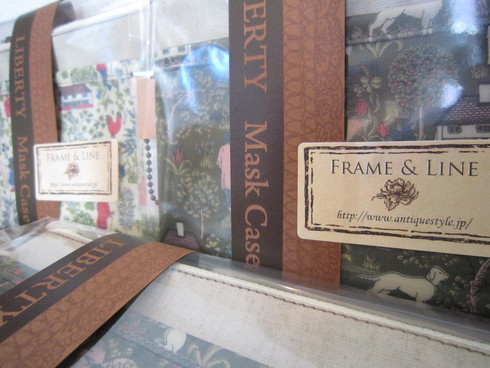 LIBERTY Mask Case
FRAME & LINE
LIBERTY Mask Case
FRAME & LINE
http://www.antiquestyle.jp/
LIBERTY